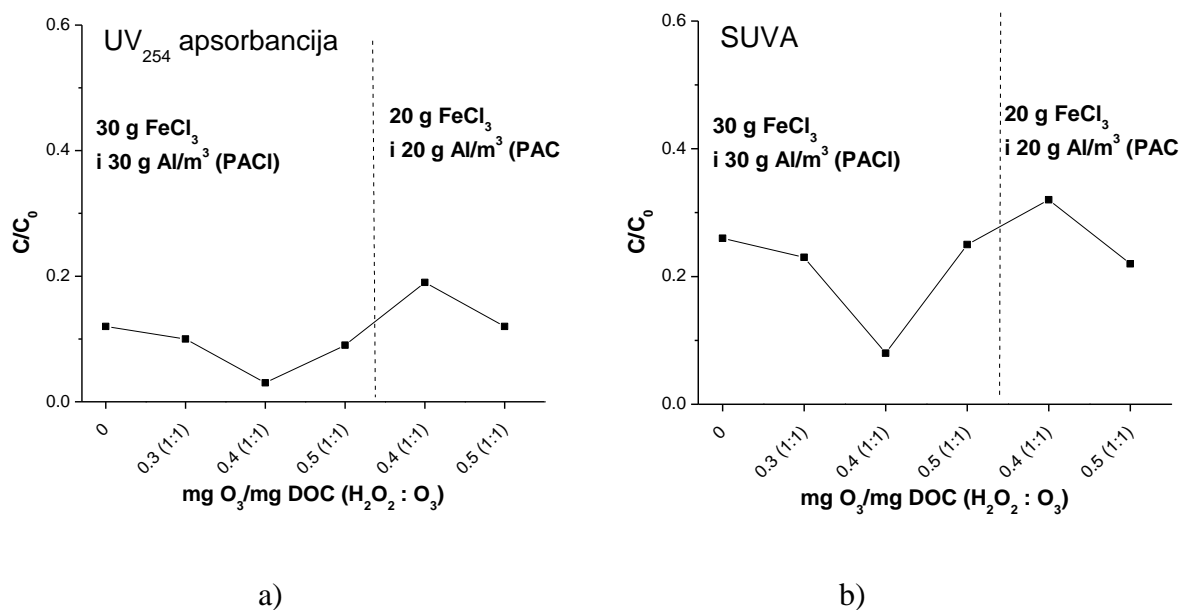 UV₂₅₄ apsorbancija
30 g FeCl₃
i 30 g Al/m³ (PACl)
20 g FeCl₃
i 20 g Al/m³ (PAC
C/C₀
0.6
0.4
0.2
0.0
0
0.3 (1:1)
0.4 (1:1)
0.5 (1:1)
0.4 (1:1)
0.5 (1:1)
mg O₃/mg DOC (H₂O₂ : O₃)
a)
SUVA
30 g FeCl₃
i 30 g Al/m³ (PACl)
20 g FeCl₃
i 20 g Al/m³ (PAC
C/C₀
0.6
0.4
0.2
0.0
0
0.3 (1:1)
0.4 (1:1)
0.5 (1:1)
0.4 (1:1)
0.5 (1:1)
mg O₃/mg DOC (H₂O₂ : O₃)
b)